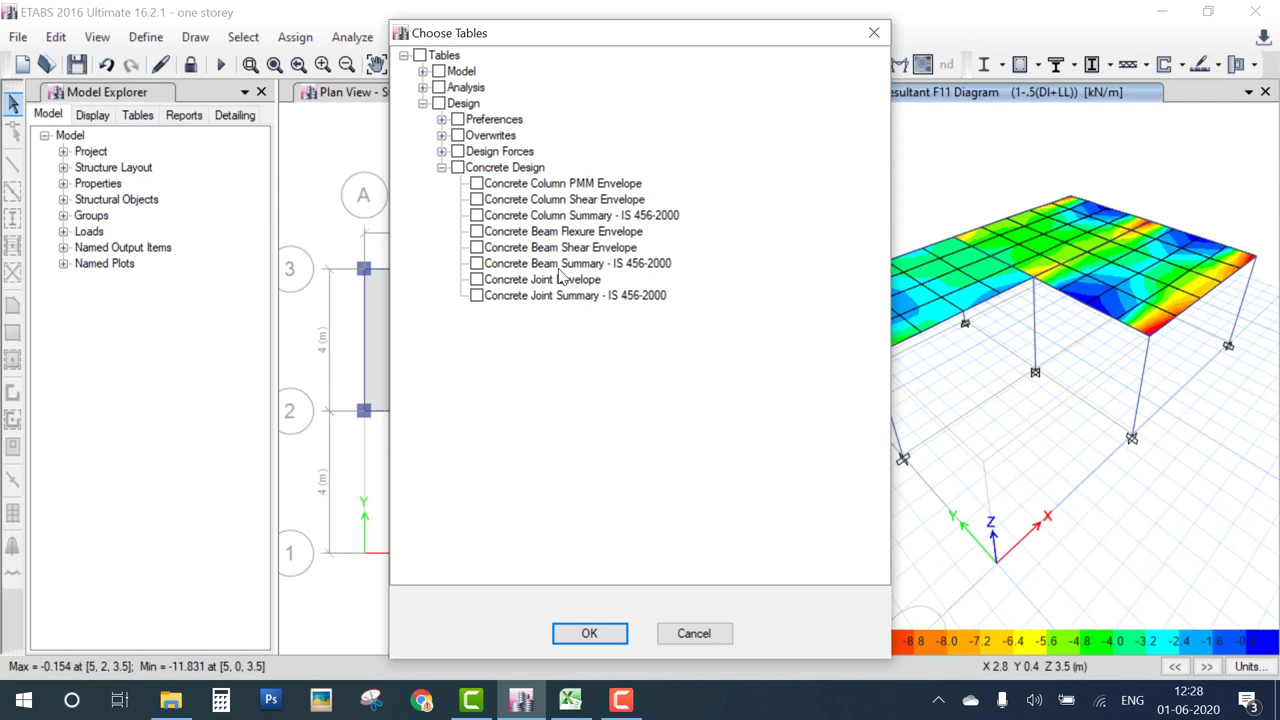 ETABS 2016 Ultimate 16.2.1 - one storey
File Edit View Define Draw Select Assign Analyze
nd
Model Explorer
Model Display Tables Reports Detailing
Model
Project
Structure Layout
Properties
Structural Objects
Groups
Loads
Named Output Items
Named Plots
Plan View - S
A
3
4 (m)
2
4 (m)
1
Y
Choose Tables
Tables
Model
Analysis
Design
Preferences
Overwrites
Design Forces
Concrete Design
Concrete Column PMM Envelope
Concrete Column Shear Envelope
Concrete Column Summary - IS 456-2000
Concrete Beam Flexure Envelope
Concrete Beam Shear Envelope
Concrete Beam Summary - IS 456-2000
Concrete Joint Envelope
Concrete Joint Summary - IS 456-2000
OK Cancel
esultant F11 Diagram (1-.5(Dl+LL)) [kN/m]
Y Z X
-8.8 -8.0 -7.2 -6.4 -5.6 -4.8 -4.0 -3.2 -2.4 -1.6
Max = -0.154 at [5, 2, 3.5]; Min = -11.831 at [5, 0, 3.5]
X 2.8 Y 0.4 Z 3.5 (m)
<< >> Units...
Ps
ENG
12:28
01-06-2020
3